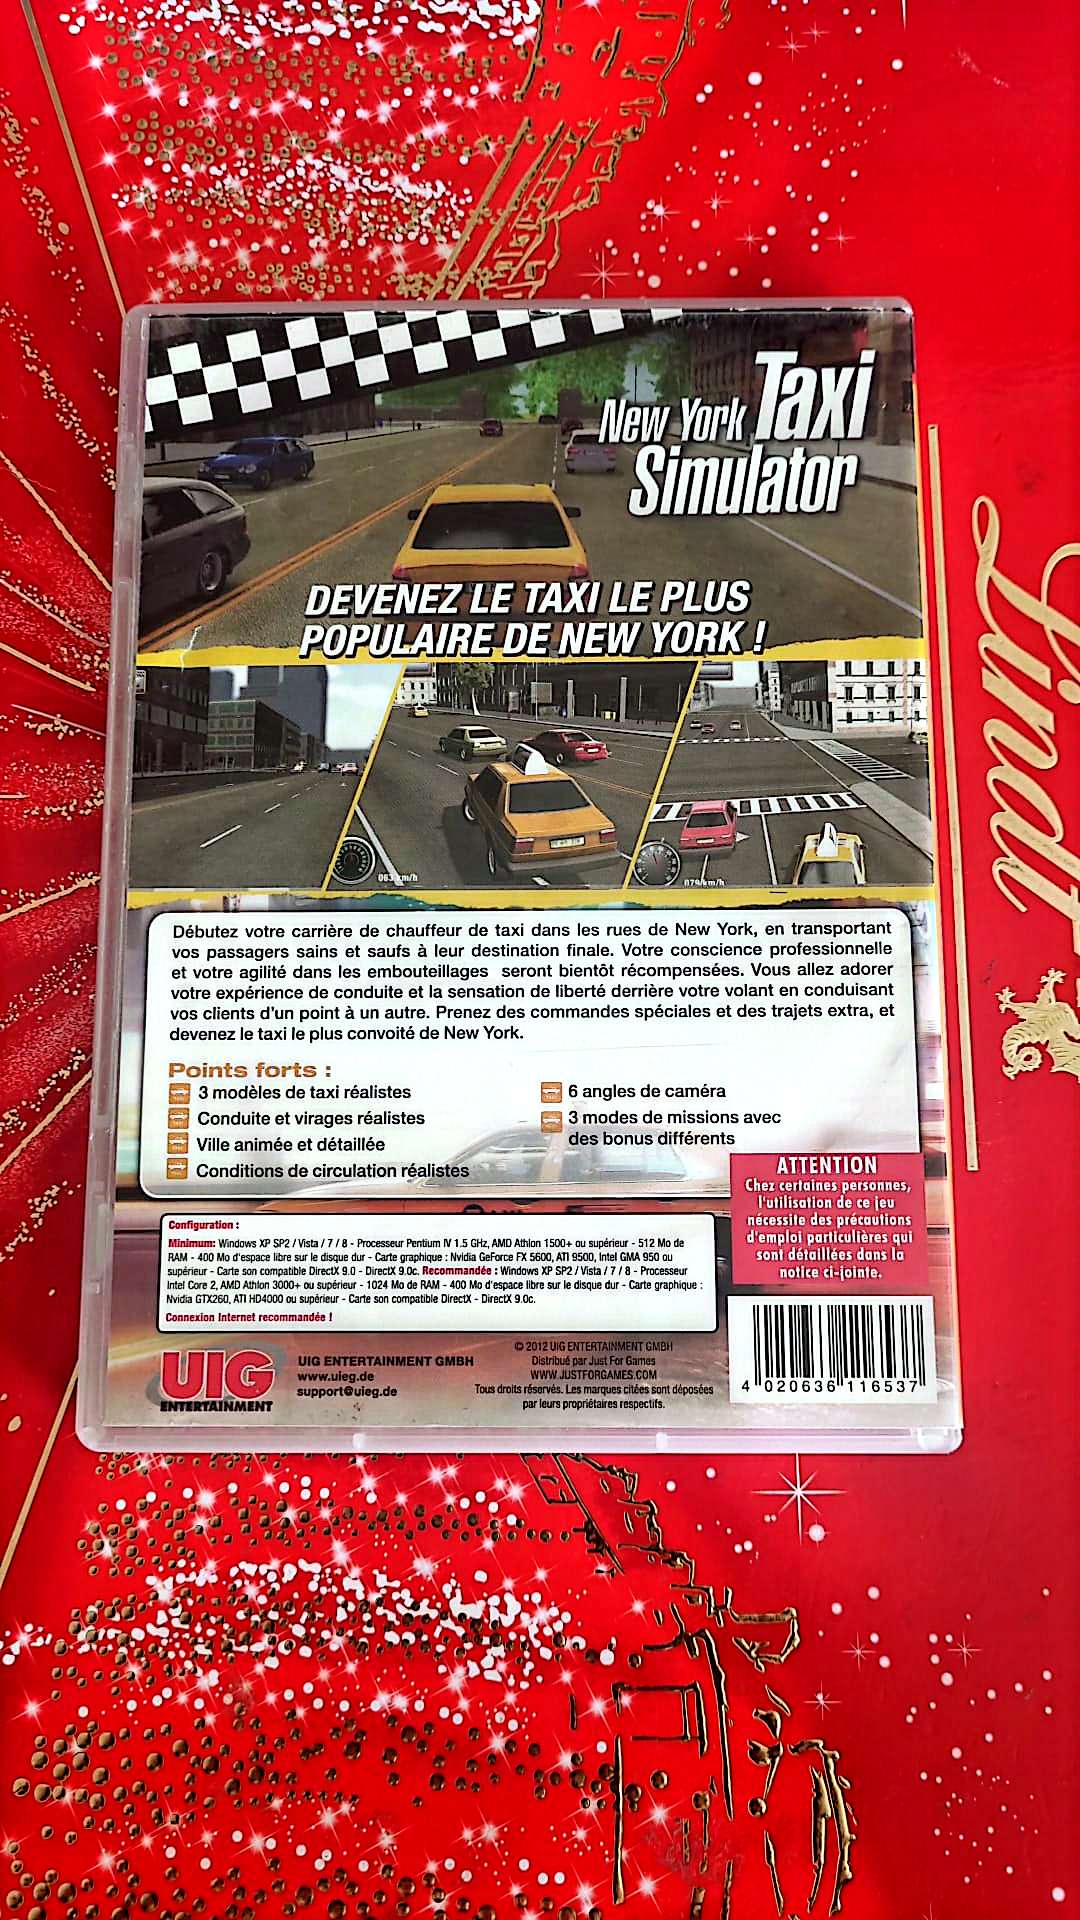 New York Taxi
Simulator
DEVENEZ LE TAXI LE PLUS
POPULAIRE DE NEW YORK !
063 km/h
079 km/h
Débutez votre carrière de chauffeur de taxi dans les rues de New York, en transportant
vos passagers sains et saufs à leur destination finale. Votre conscience professionnelle
et votre agilité dans les embouteillages seront bientôt récompensées. Vous allez adorer
votre expérience de conduite et la sensation de liberté derrière votre volant en conduisant
vos clients d'un point à un autre. Prenez des commandes spéciales et des trajets extra, et
devenez le taxi le plus convoité de New York.
Points forts :
3 modèles de taxi réalistes
Conduite et virages réalistes
Ville animée et détaillée
Conditions de circulation réalistes
6 angles de caméra
3 modes de missions avec
des bonus différents
ATTENTION
Chez certaines personnes,
l'utilisation de ce jeu
nécessite des précautions
d'emploi particulières qui
sont détaillées dans la
notice ci-jointe.
Configuration :
Minimum: Windows XP SP2 / Vista / 7 / 8 - Processeur Pentium IV 1.5 GHz, AMD Athlon 1500+ ou supérieur - 512 Mo de
RAM - 400 Mo d'espace libre sur le disque dur - Carte graphique : Nvidia GeForce FX 5600, ATI 9500, Intel GMA 950 ou
supérieur - Carte son compatible DirectX 9.0 - DirectX 9.0c. Recommandée : Windows XP SP2 / Vista / 7 / 8 - Processeur
Intel Core 2, AMD Athlon 3000+ ou supérieur - 1024 Mo de RAM - 400 Mo d'espace libre sur le disque dur - Carte graphique :
Nvidia GTX260, ATI HD4000 ou supérieur - Carte son compatible DirectX - DirectX 9.0c.
Connexion Internet recommandée !
UIG
ENTERTAINMENT
UIG ENTERTAINMENT GMBH
www.uieg.de
support@uieg.de
© 2012 UIG ENTERTAINMENT GMBH
Distribué par Just For Games
WWW.JUSTFORGAMES.COM
Tous droits réservés. Les marques citées sont déposées
par leurs propriétaires respectifs.
4 020636 116537
Lindt